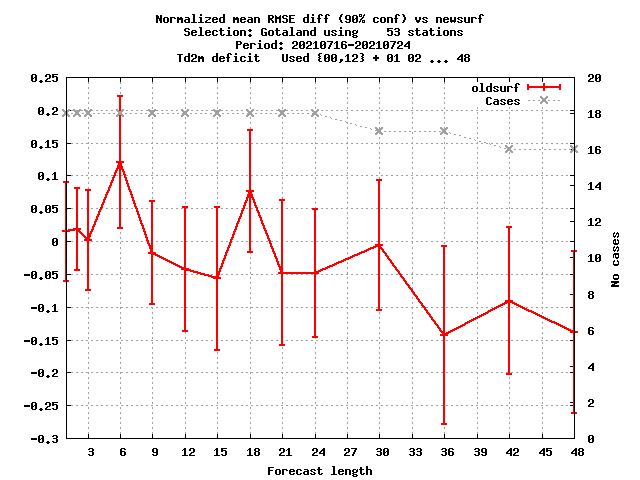 Normalized mean RMSE diff (90% conf) vs newsurf
Selection: Gotaland using    53 stations
Period: 20210716-20210724
Td2m deficit   Used {00,12} + 01 02 ... 48
oldsurf
Cases
0.25
0.2
0.15
0.1
0.05
0
-0.05
-0.1
-0.15
-0.2
-0.25
-0.3
20
18
16
14
12
10
8
6
4
2
0
No cases
3 6 9 12 15 18 21 24 27 30 33 36 39 42 45 48
Forecast length